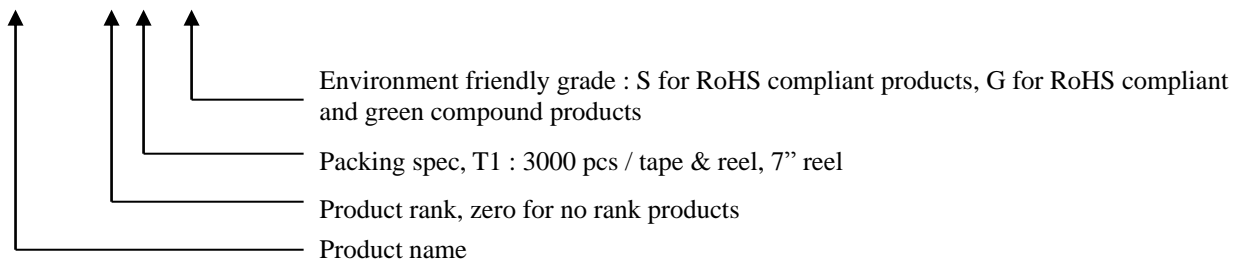 Environment friendly grade : S for RoHS compliant products, G for RoHS compliant
and green compound products
Packing spec, T1 : 3000 pcs / tape & reel, 7” reel
Product rank, zero for no rank products
Product name